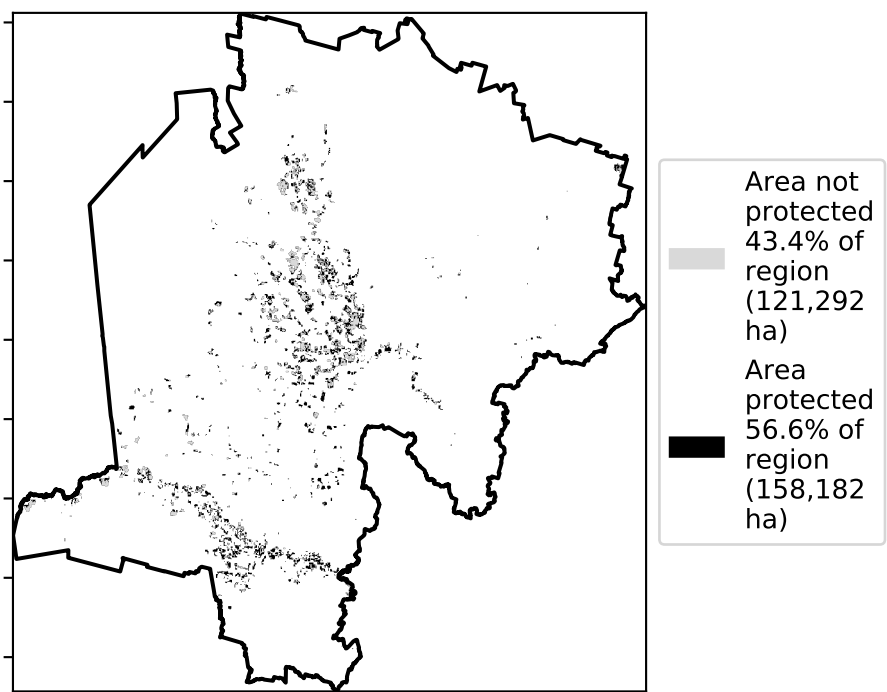 Area not
protected
43.4% of
region
(121,292
ha)
Area
protected
56.6% of
region
(158,182
ha)